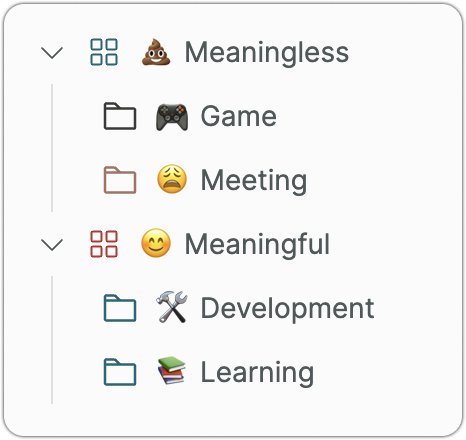 💩 Meaningless
🎮 Game
😩 Meeting
😊 Meaningful
🛠️ Development
📚 Learning